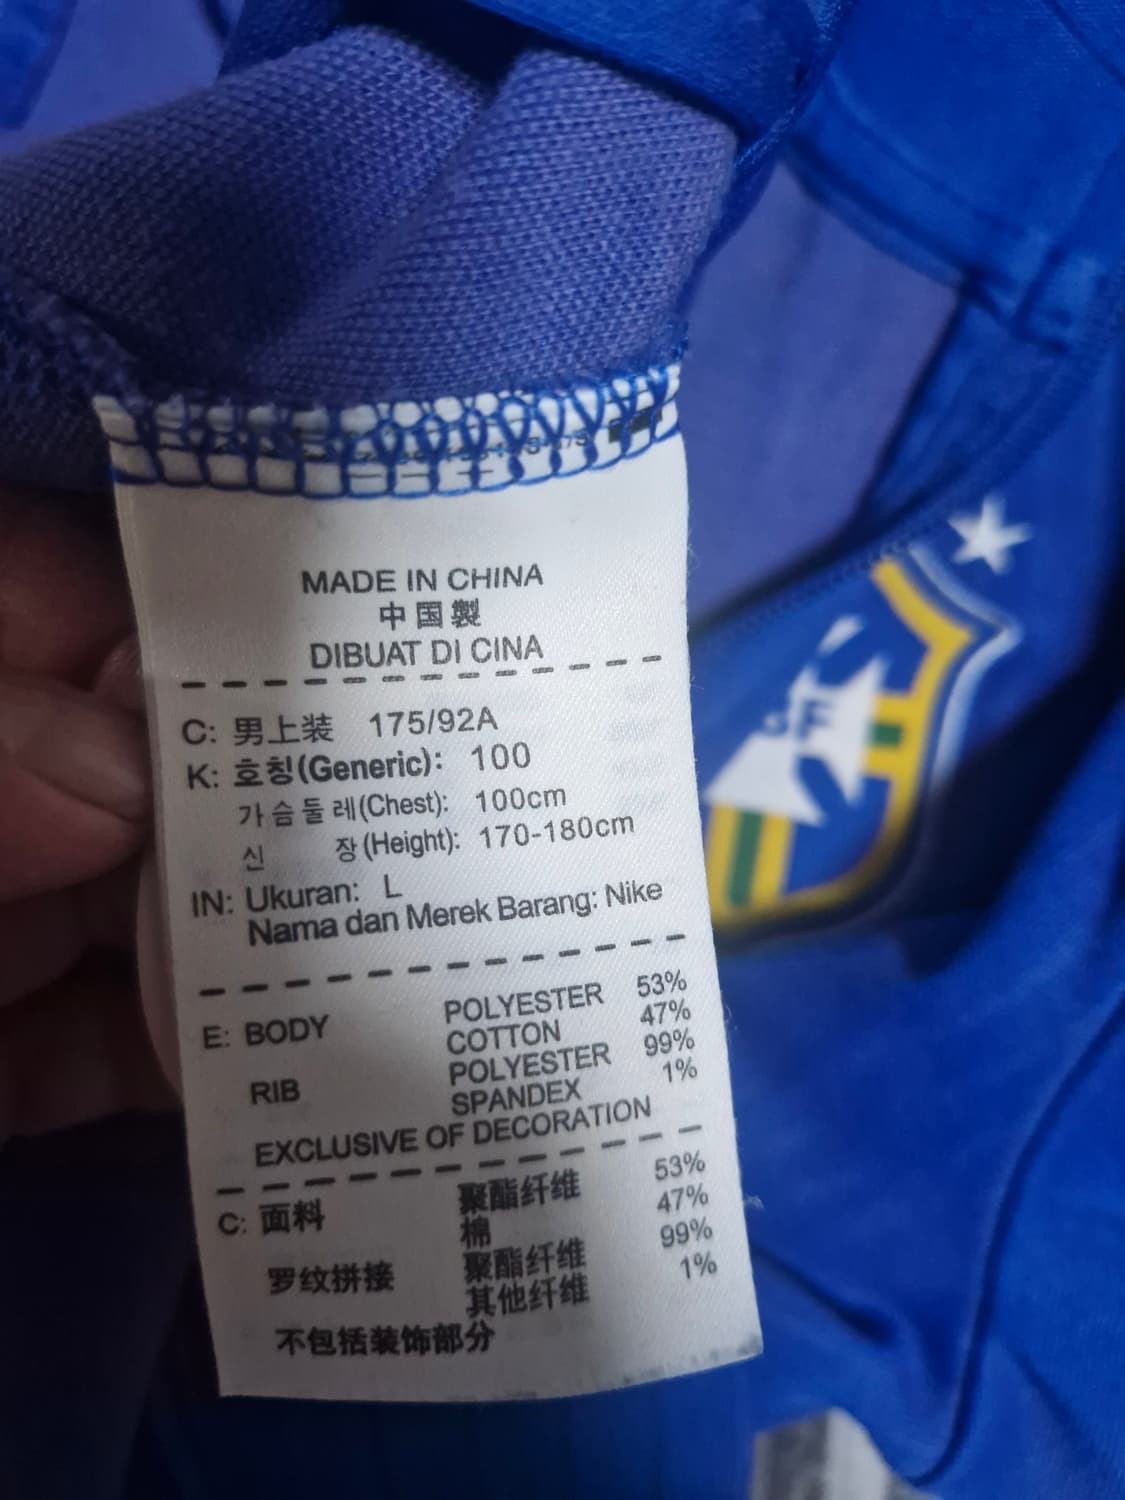 MADE IN CHINA
中国製
DIBUAT DI CINA
C: 男上装 175/92A
K: 호칭(Generic): 100
가슴둘레(Chest): 100cm
신 장(Height): 170-180cm
IN: Ukuran: L
Nama dan Merek Barang: Nike
E: BODY POLYESTER 53%
COTTON 47%
RIB POLYESTER 99%
SPANDEX 1%
EXCLUSIVE OF DECORATION
C: 面料 聚酯纤维 53%
棉 47%
罗纹拼接 聚酯纤维 99%
其他纤维 1%
不包括装饰部分